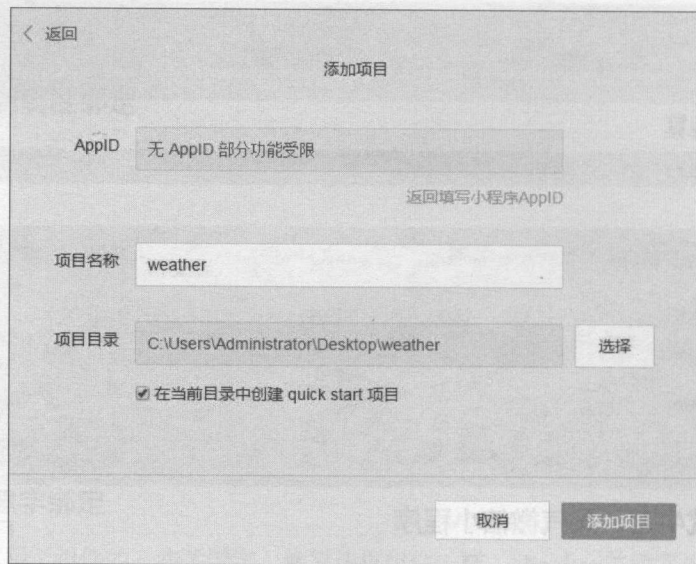 < 返回
添加项目
AppID 无 AppID 部分功能受限
返回填写小程序AppID
项目名称 weather
项目目录 C:\Users\Administrator\Desktop\weather 选择
在当前目录中创建 quick start 项目
取消 添加项目